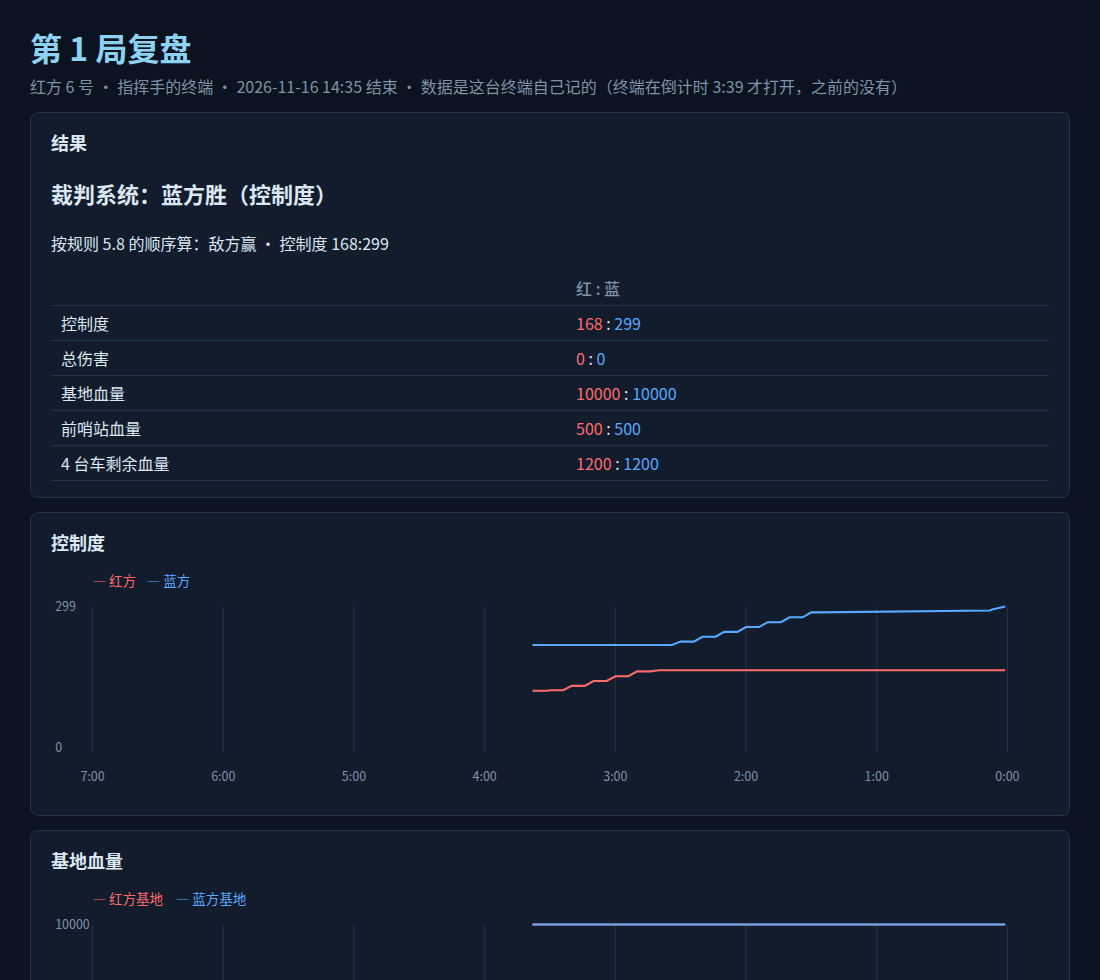 第 1 局复盘
红方 6 号 · 指挥手的终端 · 2026-11-16 14:35 结束 · 数据是这台终端自己记的（终端在倒计时 3:39 才打开，之前的没有）
结果
裁判系统：蓝方胜（控制度）
按规则 5.8 的顺序算：敌方赢 · 控制度 168:299
红 : 蓝
控制度 168 : 299
总伤害 0 : 0
基地血量 10000 : 10000
前哨站血量 500 : 500
4 台车剩余血量 1200 : 1200
控制度
— 红方 — 蓝方
299
0
7:00 6:00 5:00 4:00 3:00 2:00 1:00 0:00
基地血量
— 红方基地 — 蓝方基地
10000